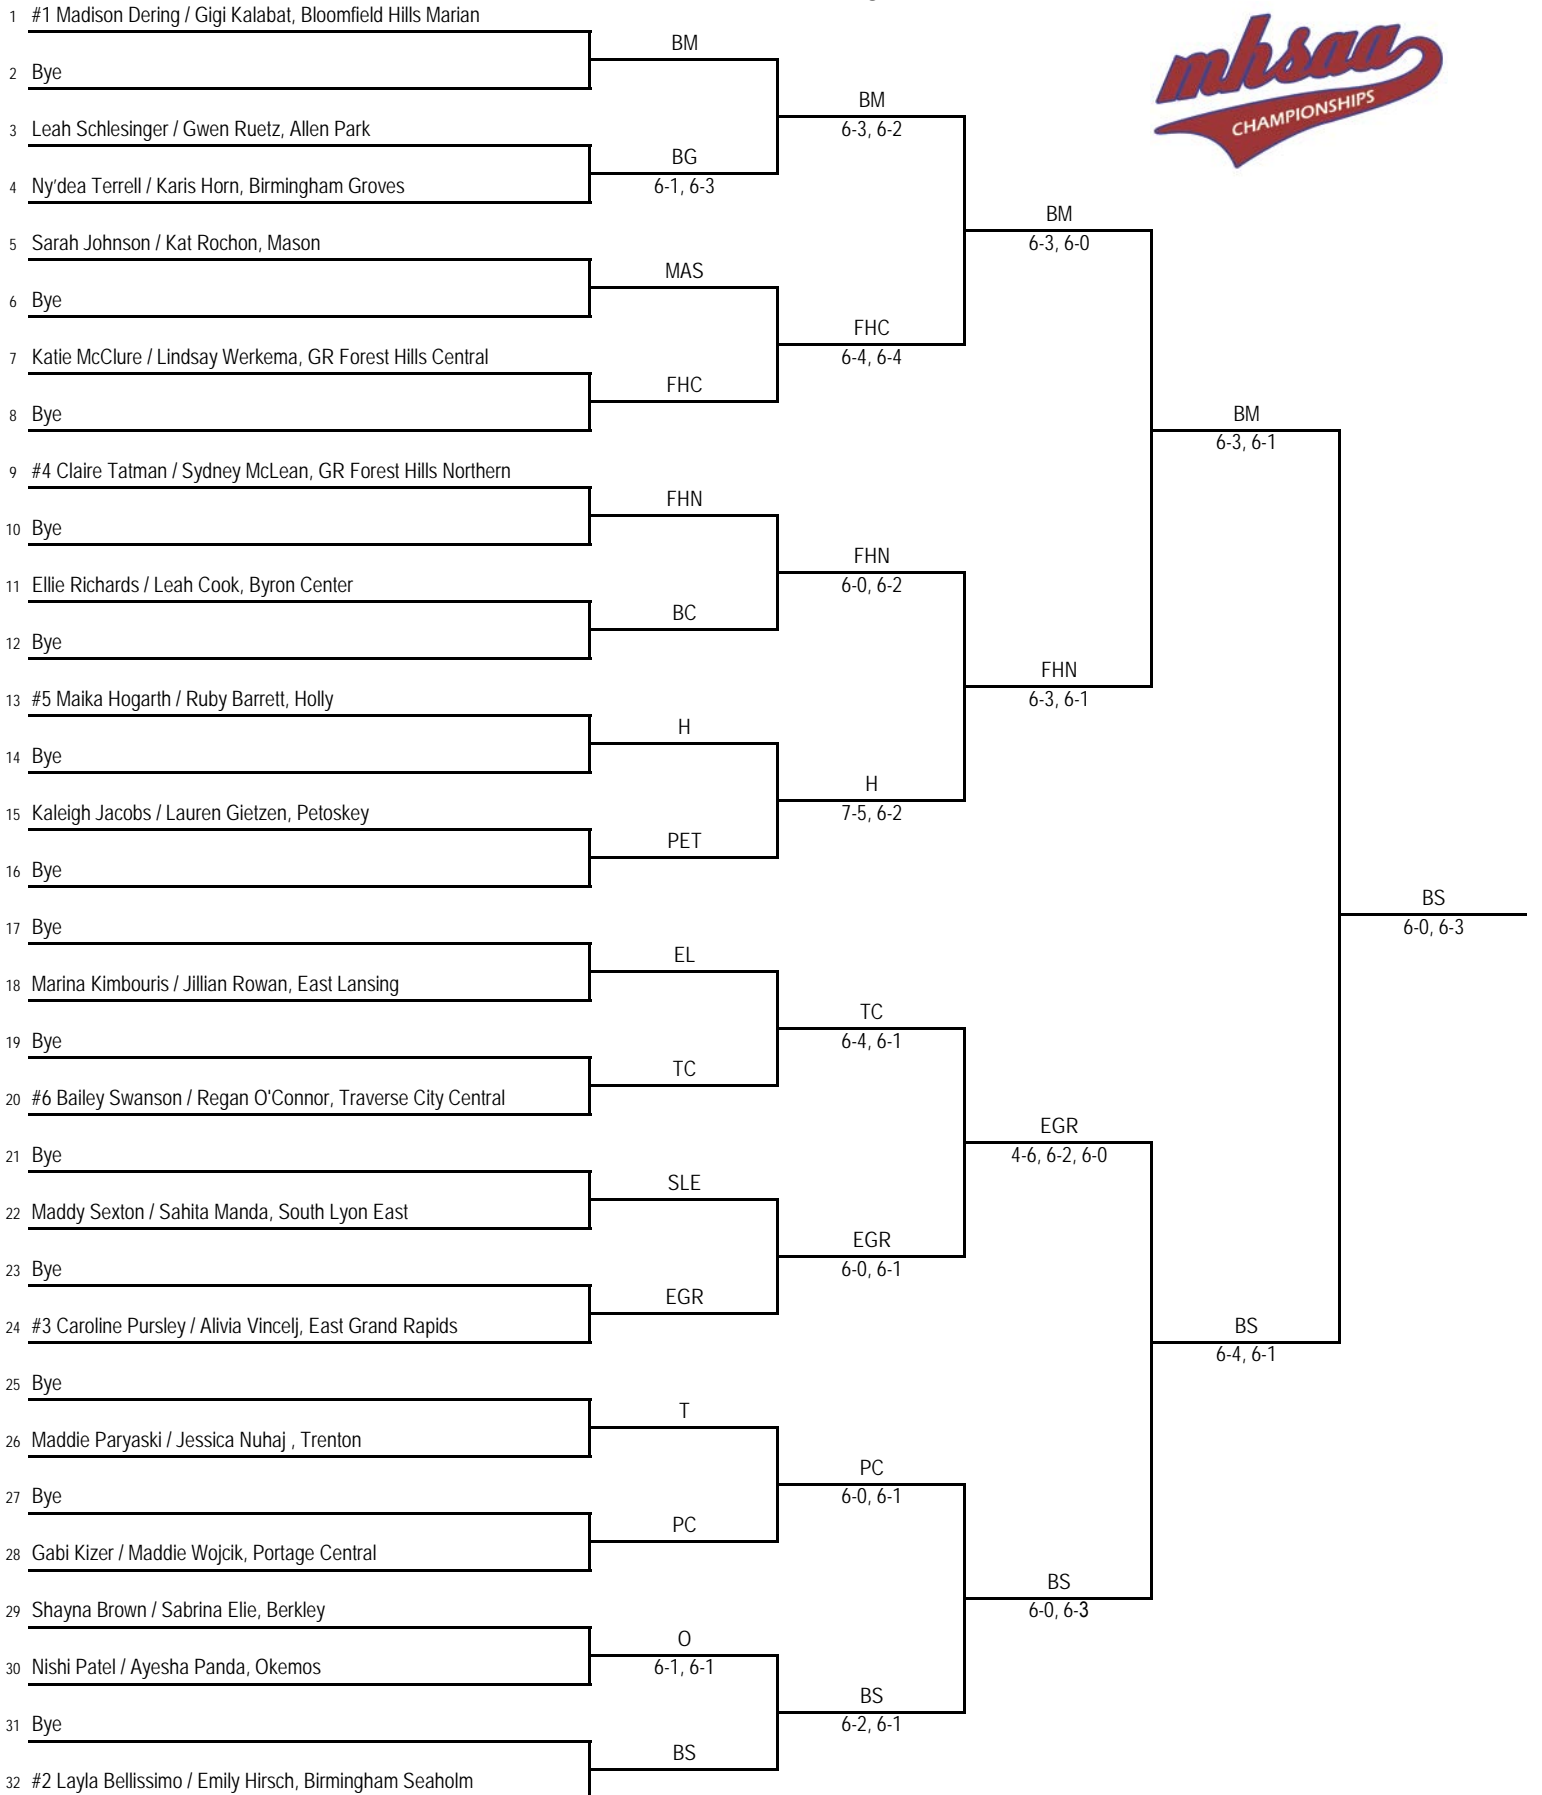 1 #1 Madison Dering / Gigi Kalabat, Bloomfield Hills Marian
BM
2 Bye
BM
6-3, 6-2
3 Leah Schlesinger / Gwen Ruetz, Allen Park
BG
6-1, 6-3
4 Ny'dea Terrell / Karis Horn, Birmingham Groves
BM
6-3, 6-0
5 Sarah Johnson / Kat Rochon, Mason
MAS
6 Bye
FHC
6-4, 6-4
7 Katie McClure / Lindsay Werkema, GR Forest Hills Central
FHC
8 Bye
BM
6-3, 6-1
9 #4 Claire Tatman / Sydney McLean, GR Forest Hills Northern
FHN
10 Bye
FHN
6-0, 6-2
11 Ellie Richards / Leah Cook, Byron Center
BC
12 Bye
FHN
6-3, 6-1
13 #5 Maika Hogarth / Ruby Barrett, Holly
H
14 Bye
H
7-5, 6-2
15 Kaleigh Jacobs / Lauren Gietzen, Petoskey
PET
16 Bye
BS
6-0, 6-3
17 Bye
EL
18 Marina Kimbouris / Jillian Rowan, East Lansing
TC
6-4, 6-1
19 Bye
TC
20 #6 Bailey Swanson / Regan O'Connor, Traverse City Central
EGR
4-6, 6-2, 6-0
21 Bye
SLE
22 Maddy Sexton / Sahita Manda, South Lyon East
EGR
6-0, 6-1
23 Bye
EGR
24 #3 Caroline Pursley / Alivia Vincelj, East Grand Rapids
BS
6-4, 6-1
25 Bye
T
26 Maddie Paryaski / Jessica Nuhaj , Trenton
PC
6-0, 6-1
27 Bye
PC
28 Gabi Kizer / Maddie Wojcik, Portage Central
BS
6-0, 6-3
29 Shayna Brown / Sabrina Elie, Berkley
O
6-1, 6-1
30 Nishi Patel / Ayesha Panda, Okemos
BS
6-2, 6-1
31 Bye
BS
32 #2 Layla Bellissimo / Emily Hirsch, Birmingham Seaholm
mhsaa
CHAMPIONSHIPS